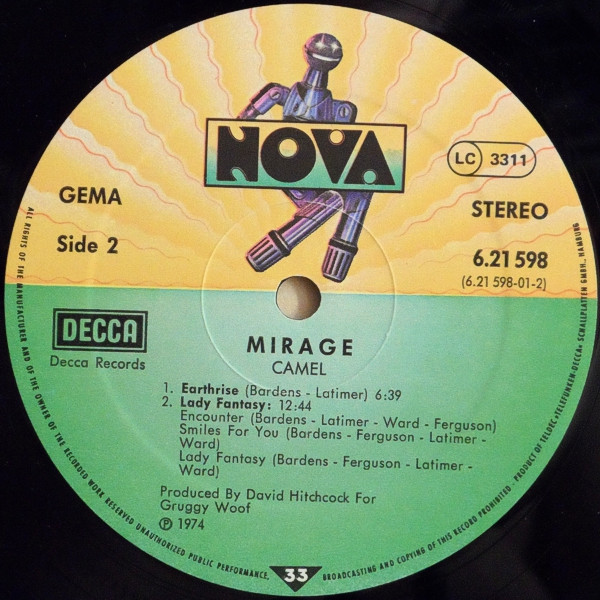 NOVA
LC 3311
GEMA
STEREO
Side 2
6.21 598
(6.21 598-01-2)
DECCA
Decca Records
MIRAGE
CAMEL
1. Earthrise (Bardens - Latimer) 6:39
2. Lady Fantasy: 12:44
Encounter (Bardens - Latimer - Ward - Ferguson)
Smiles For You (Bardens - Ferguson - Latimer -
Ward)
Lady Fantasy (Bardens - Ferguson - Latimer -
Ward)
Produced By David Hitchcock For
Gruggy Woof
Ⓟ 1974
33
ALL RIGHTS OF THE MANUFACTURER AND OF THE OWNER OF THE RECORDED WORK RESERVED UNAUTHORIZED PUBLIC PERFORMANCE, BROADCASTING AND COPYING OF THIS RECORD PROHIBITED - PRODUCT OF TELDEC »TELEFUNKEN-DECCA« SCHALLPLATTEN GMBH., HAMBURG